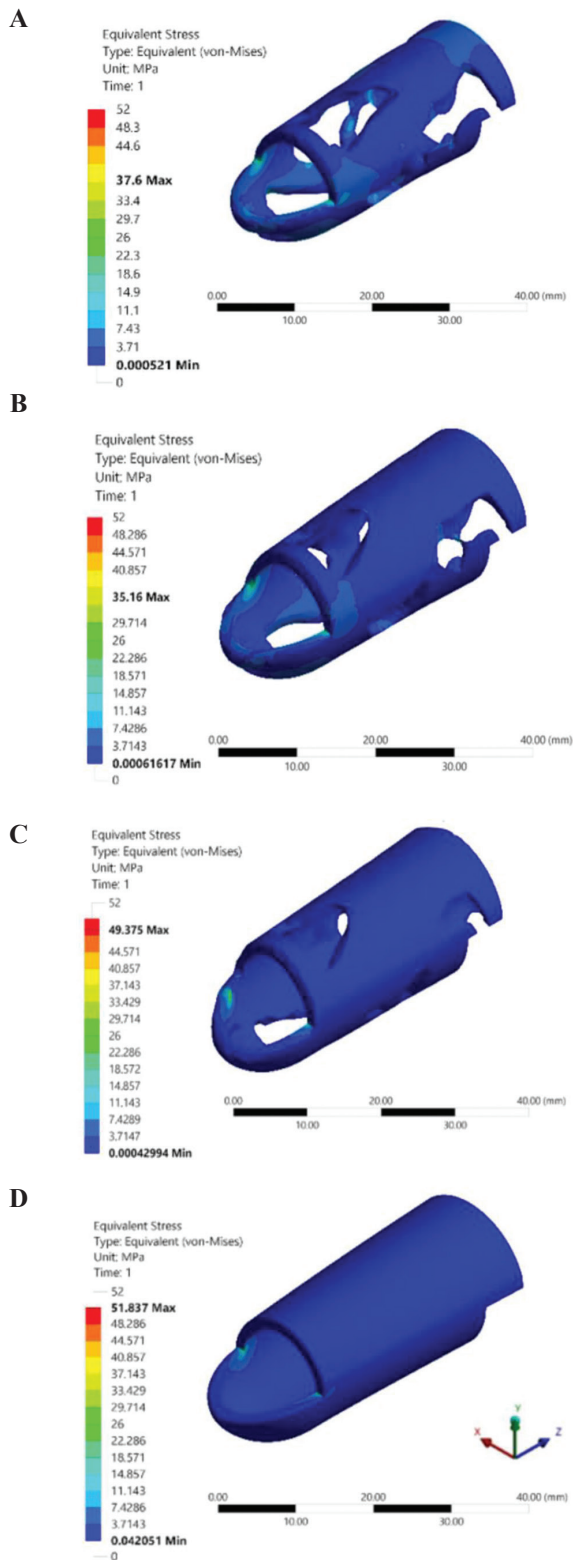 A
Equivalent Stress
Type: Equivalent (von-Mises)
Unit: MPa
Time: 1
52
48.3
44.6
37.6 Max
33.4
29.7
26
22.3
18.6
14.9
11.1
7.43
3.71
0.000521 Min
0
0.00 20.00 40.00 (mm)
10.00 30.00
B
Equivalent Stress
Type: Equivalent (von-Mises)
Unit: MPa
Time: 1
52
48.286
44.571
40.857
35.16 Max
29.714
26
22.286
18.571
14.857
11.143
7.4286
3.7143
0.00061617 Min
0
0.00 20.00 40.00 (mm)
10.00 30.00
C
Equivalent Stress
Type: Equivalent (von-Mises)
Unit: MPa
Time: 1
52
49.375 Max
44.571
40.857
37.143
33.429
29.714
26
22.286
18.572
14.857
11.143
7.4289
3.7147
0.00042994 Min
0.00 20.00 40.00 (mm)
10.00 30.00
D
Equivalent Stress
Type: Equivalent (von-Mises)
Unit: MPa
Time: 1
52
51.837 Max
48.286
44.571
40.857
37.143
33.429
29.714
26
22.286
18.571
14.857
11.143
7.4286
3.7143
0.042051 Min
0
Y
X Z
0.00 20.00 40.00 (mm)
10.00 30.00